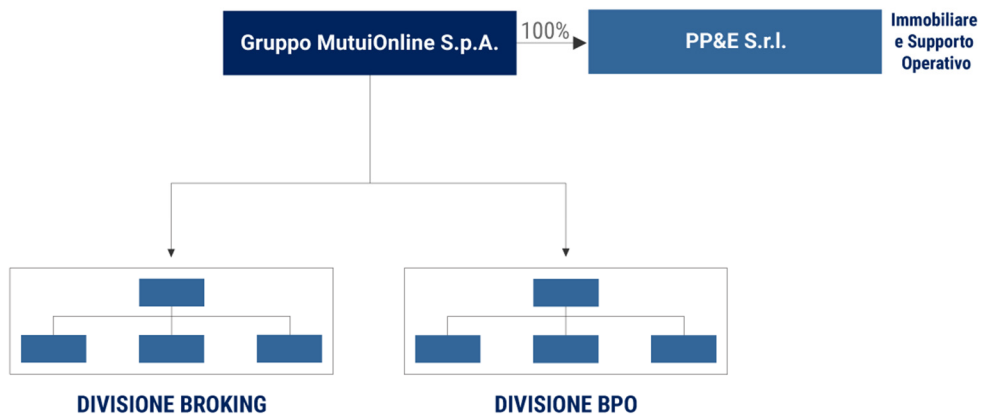 Gruppo MutuiOnline S.p.A.
100%
PP&E S.r.l.
Immobiliare
e Supporto
Operativo
DIVISIONE BROKING
DIVISIONE BPO